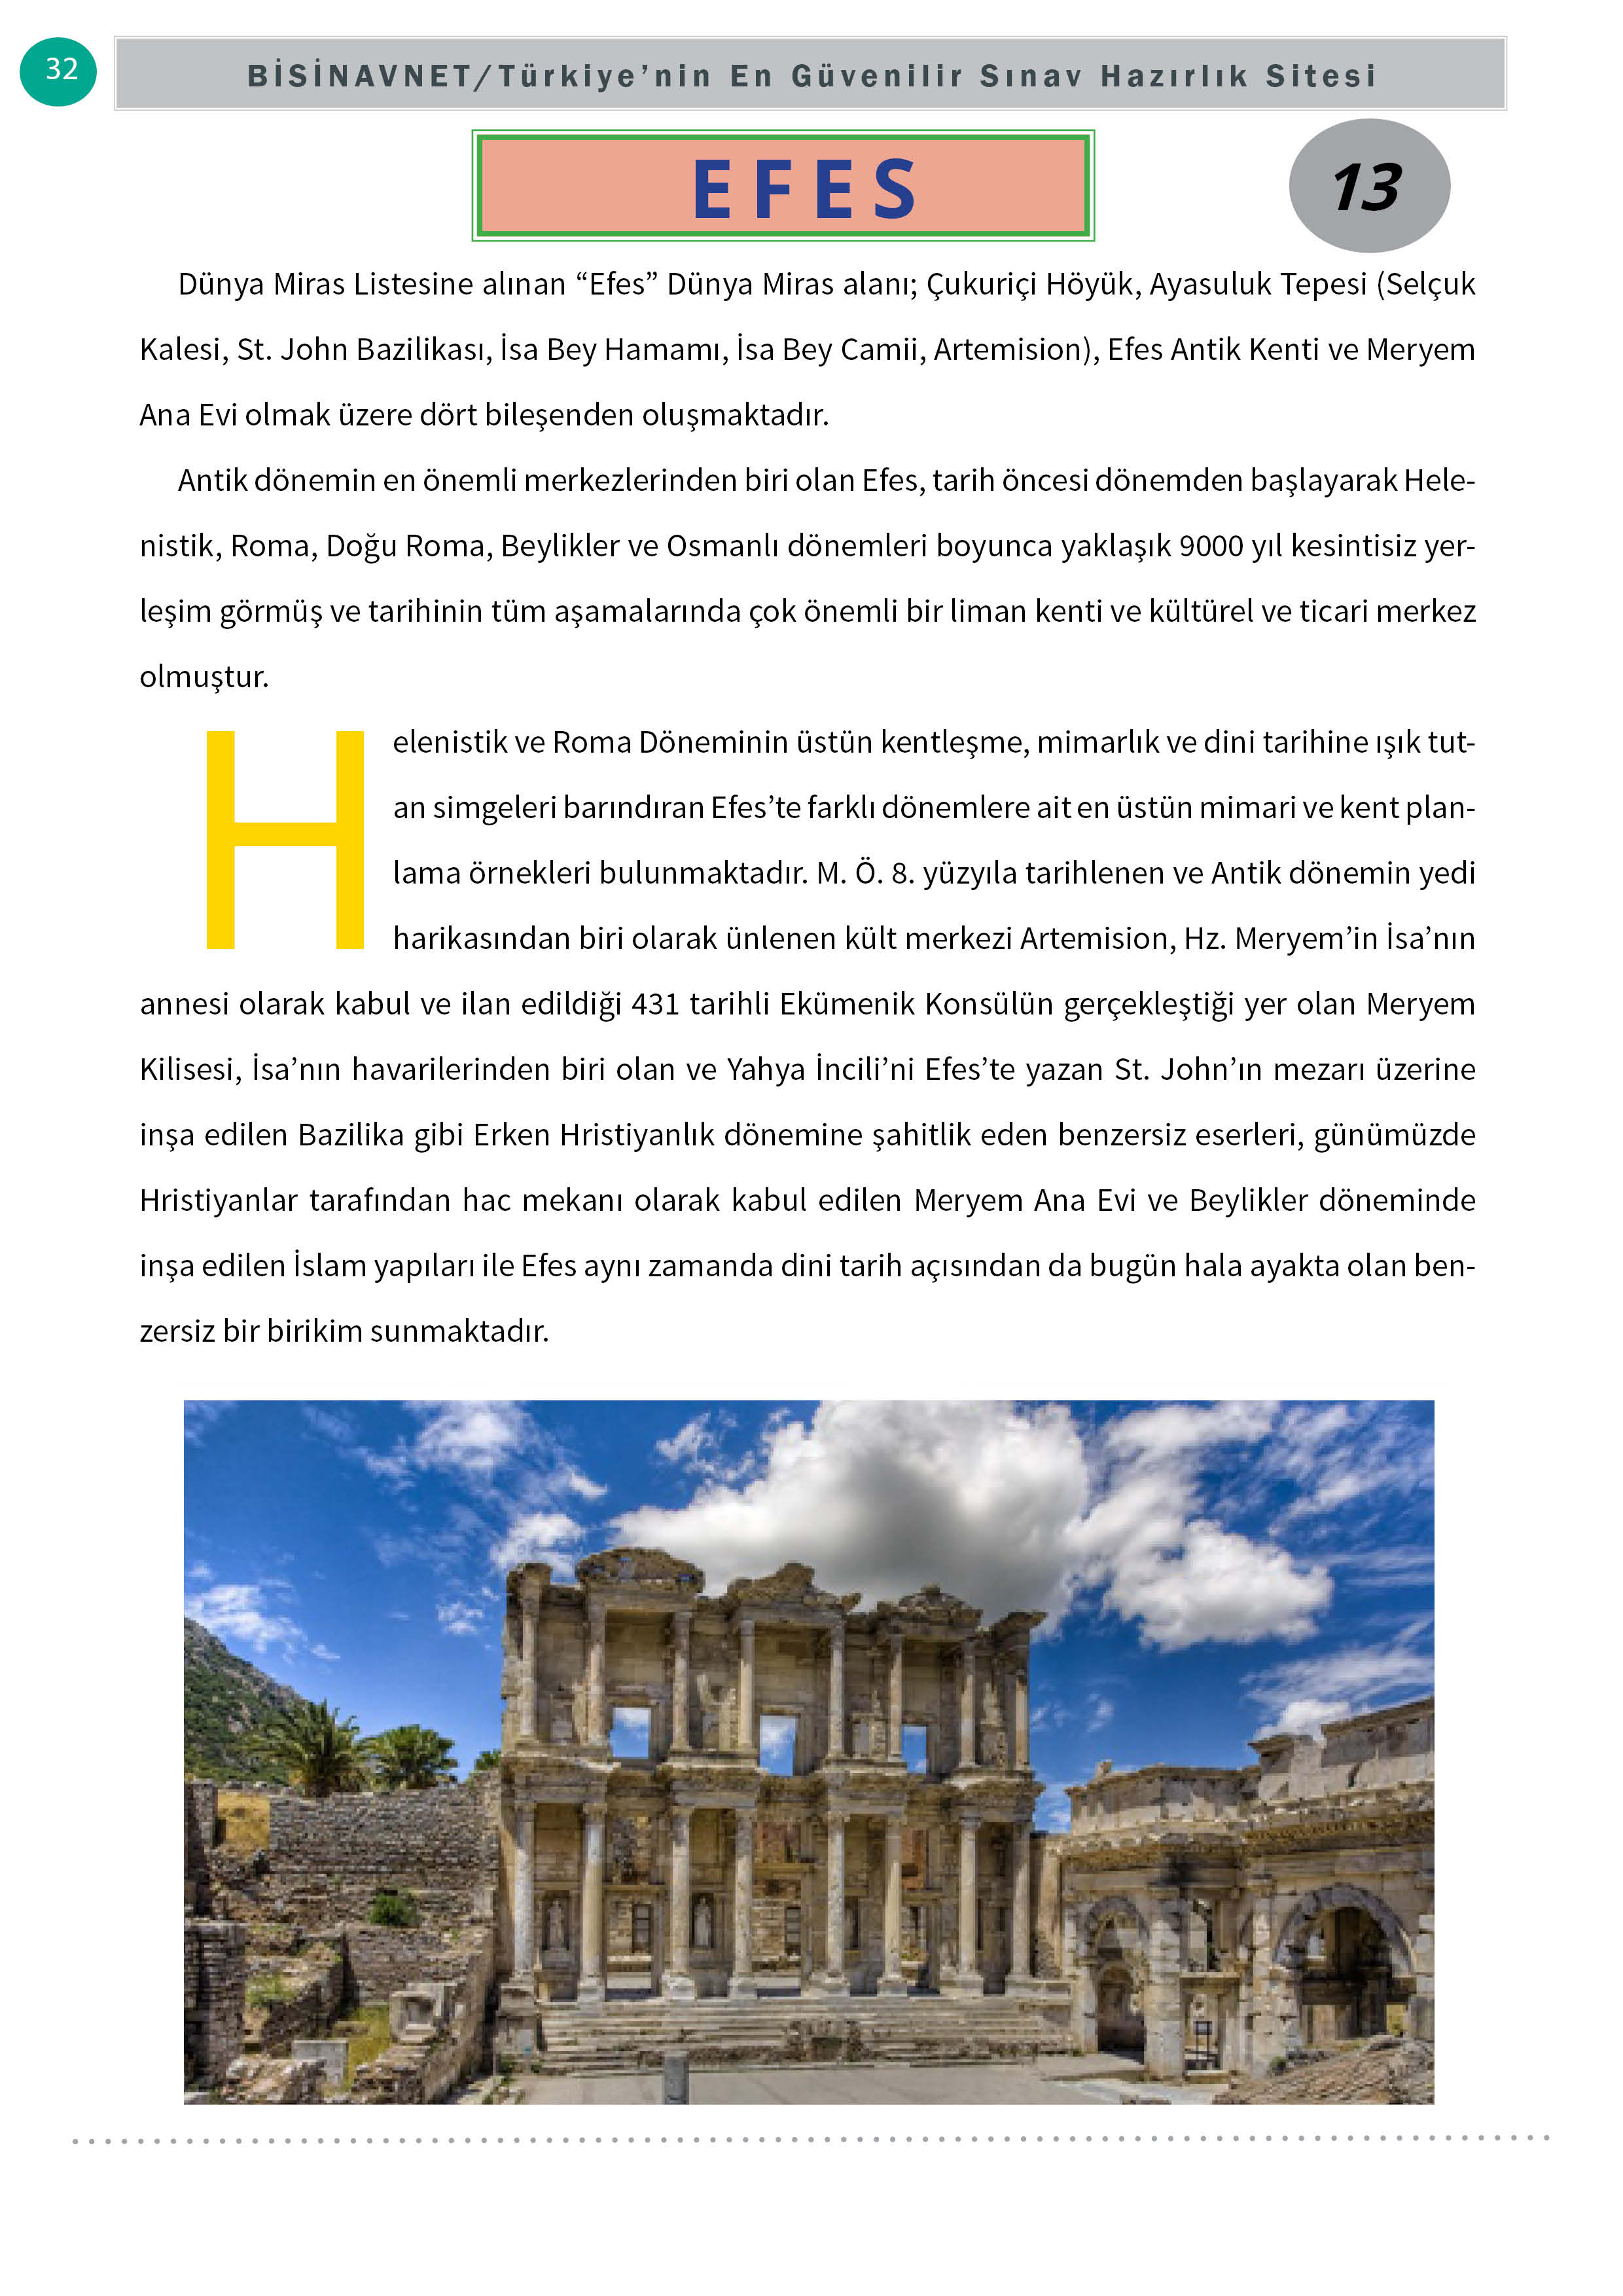 32
BİSİNAVNET/Türkiye’nin En Güvenilir Sınav Hazırlık Sitesi
EFES
13
Dünya Miras Listesine alınan “Efes” Dünya Miras alanı; Çukuriçi Höyük, Ayasuluk Tepesi (Selçuk
Kalesi, St. John Bazilikası, İsa Bey Hamamı, İsa Bey Camii, Artemision), Efes Antik Kenti ve Meryem
Ana Evi olmak üzere dört bileşenden oluşmaktadır.
Antik dönemin en önemli merkezlerinden biri olan Efes, tarih öncesi dönemden başlayarak Hele-
nistik, Roma, Doğu Roma, Beylikler ve Osmanlı dönemleri boyunca yaklaşık 9000 yıl kesintisiz yer-
leşim görmüş ve tarihinin tüm aşamalarında çok önemli bir liman kenti ve kültürel ve ticari merkez
olmuştur.
Helenistik ve Roma Döneminin üstün kentleşme, mimarlık ve dini tarihine ışık tut-
an simgeleri barındıran Efes’te farklı dönemlere ait en üstün mimari ve kent plan-
lama örnekleri bulunmaktadır. M. Ö. 8. yüzyıla tarihlenen ve Antik dönemin yedi
harikasından biri olarak ünlenen kült merkezi Artemision, Hz. Meryem’in İsa’nın
annesi olarak kabul ve ilan edildiği 431 tarihli Ekümenik Konsülün gerçekleştiği yer olan Meryem
Kilisesi, İsa’nın havarilerinden biri olan ve Yahya İncili’ni Efes’te yazan St. John’ın mezarı üzerine
inşa edilen Bazilika gibi Erken Hristiyanlık dönemine şahitlik eden benzersiz eserleri, günümüzde
Hristiyanlar tarafından hac mekanı olarak kabul edilen Meryem Ana Evi ve Beylikler döneminde
inşa edilen İslam yapıları ile Efes aynı zamanda dini tarih açısından da bugün hala ayakta olan ben-
zersiz bir birikim sunmaktadır.